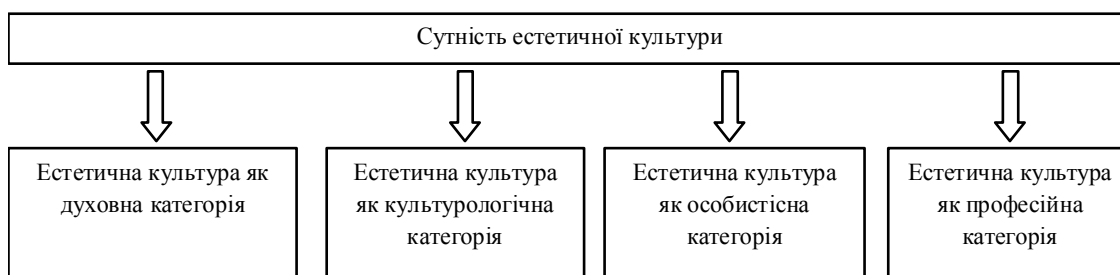 Сутність естетичної культури
Естетична культура як
духовна категорія
Естетична культура
як культурологічна
категорія
Естетична культура
як особистісна
категорія
Естетична культура
як професійна
категорія